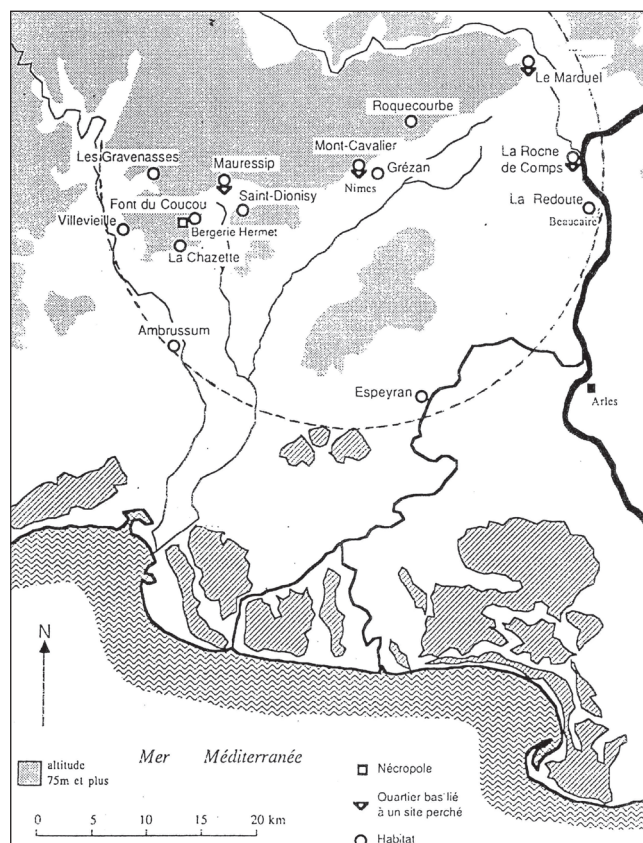 Le Marduel
Roquecourbe
Mont-Cavalier
La Roche
de Comps
Les Gravenasses
Mauressip
Grézan
Nîmes
Saint-Dionisy
Font du Coucou
La Redoute
Villevieille
Bergerie Hermet
Beaucaire
La Chazette
Ambrussum
Espeyran
Arles
N
Mer Méditerranée
altitude
75m et plus
Nécropole
Quartier bas lié
à un site perché
Habitat
0 5 10 15 20 km